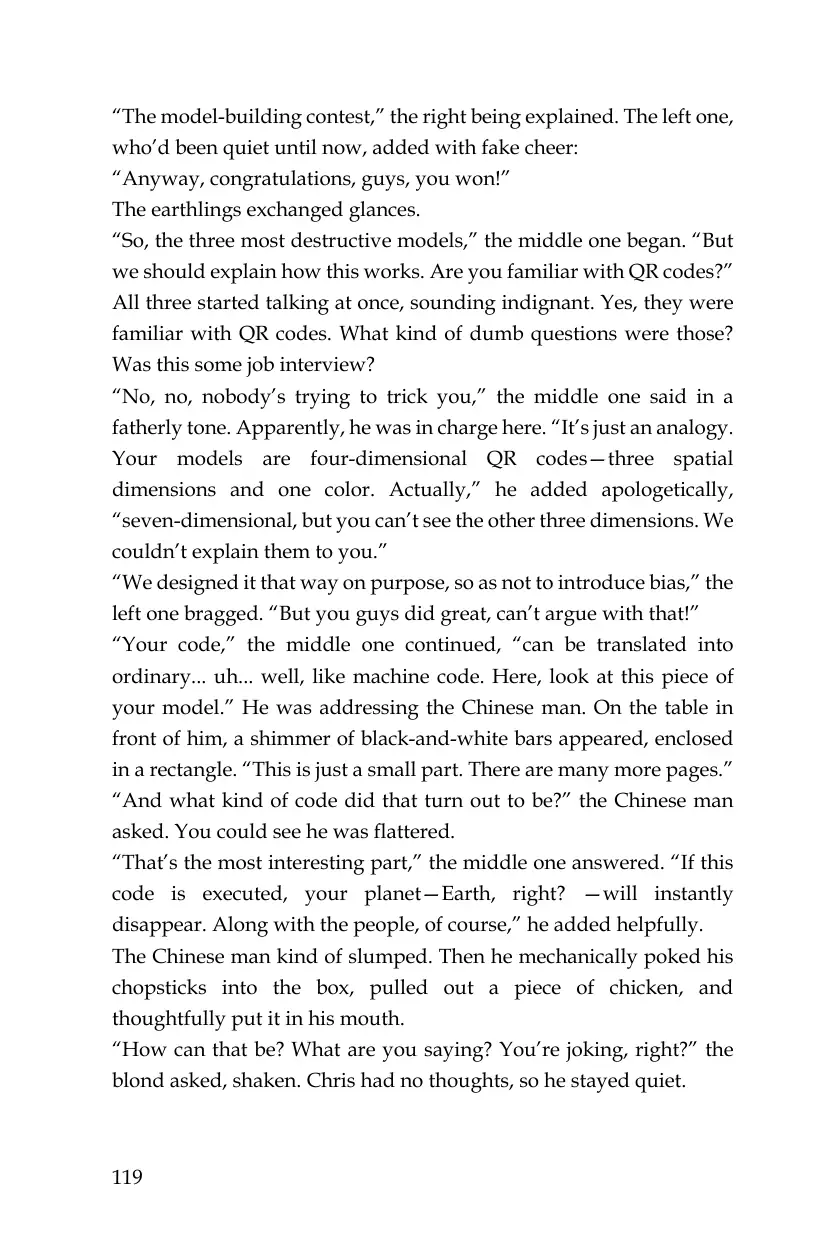 “The model-building contest,” the right being explained. The left one,
who’d been quiet until now, added with fake cheer:
“Anyway, congratulations, guys, you won!”
The earthlings exchanged glances.
“So, the three most destructive models,” the middle one began. “But
we should explain how this works. Are you familiar with QR codes?”
All three started talking at once, sounding indignant. Yes, they were
familiar with QR codes. What kind of dumb questions were those?
Was this some job interview?
“No, no, nobody’s trying to trick you,” the middle one said in a
fatherly tone. Apparently, he was in charge here. “It’s just an analogy.
Your models are four-dimensional QR codes—three spatial
dimensions and one color. Actually,” he added apologetically,
“seven-dimensional, but you can’t see the other three dimensions. We
couldn’t explain them to you.”
“We designed it that way on purpose, so as not to introduce bias,” the
left one bragged. “But you guys did great, can’t argue with that!”
“Your code,” the middle one continued, “can be translated into
ordinary... uh... well, like machine code. Here, look at this piece of
your model.” He was addressing the Chinese man. On the table in
front of him, a shimmer of black-and-white bars appeared, enclosed
in a rectangle. “This is just a small part. There are many more pages.”
“And what kind of code did that turn out to be?” the Chinese man
asked. You could see he was flattered.
“That’s the most interesting part,” the middle one answered. “If this
code is executed, your planet—Earth, right? —will instantly
disappear. Along with the people, of course,” he added helpfully.
The Chinese man kind of slumped. Then he mechanically poked his
chopsticks into the box, pulled out a piece of chicken, and
thoughtfully put it in his mouth.
“How can that be? What are you saying? You’re joking, right?” the
blond asked, shaken. Chris had no thoughts, so he stayed quiet.
119